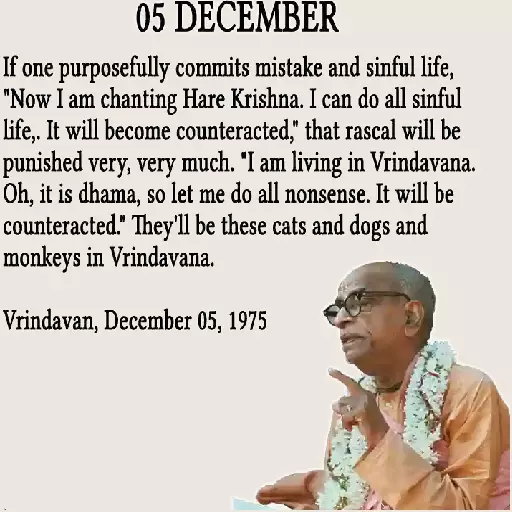 05 DECEMBER
If one purposefully commits mistake and sinful life,
"Now I am chanting Hare Krishna. I can do all sinful
life,. It will become counteracted," that rascal will be
punished very, very much. "I am living in Vrindavana.
Oh, it is dhama, so let me do all nonsense. It will be
counteracted." They'll be these cats and dogs and
monkeys in Vrindavana.
Vrindavan, December 05, 1975